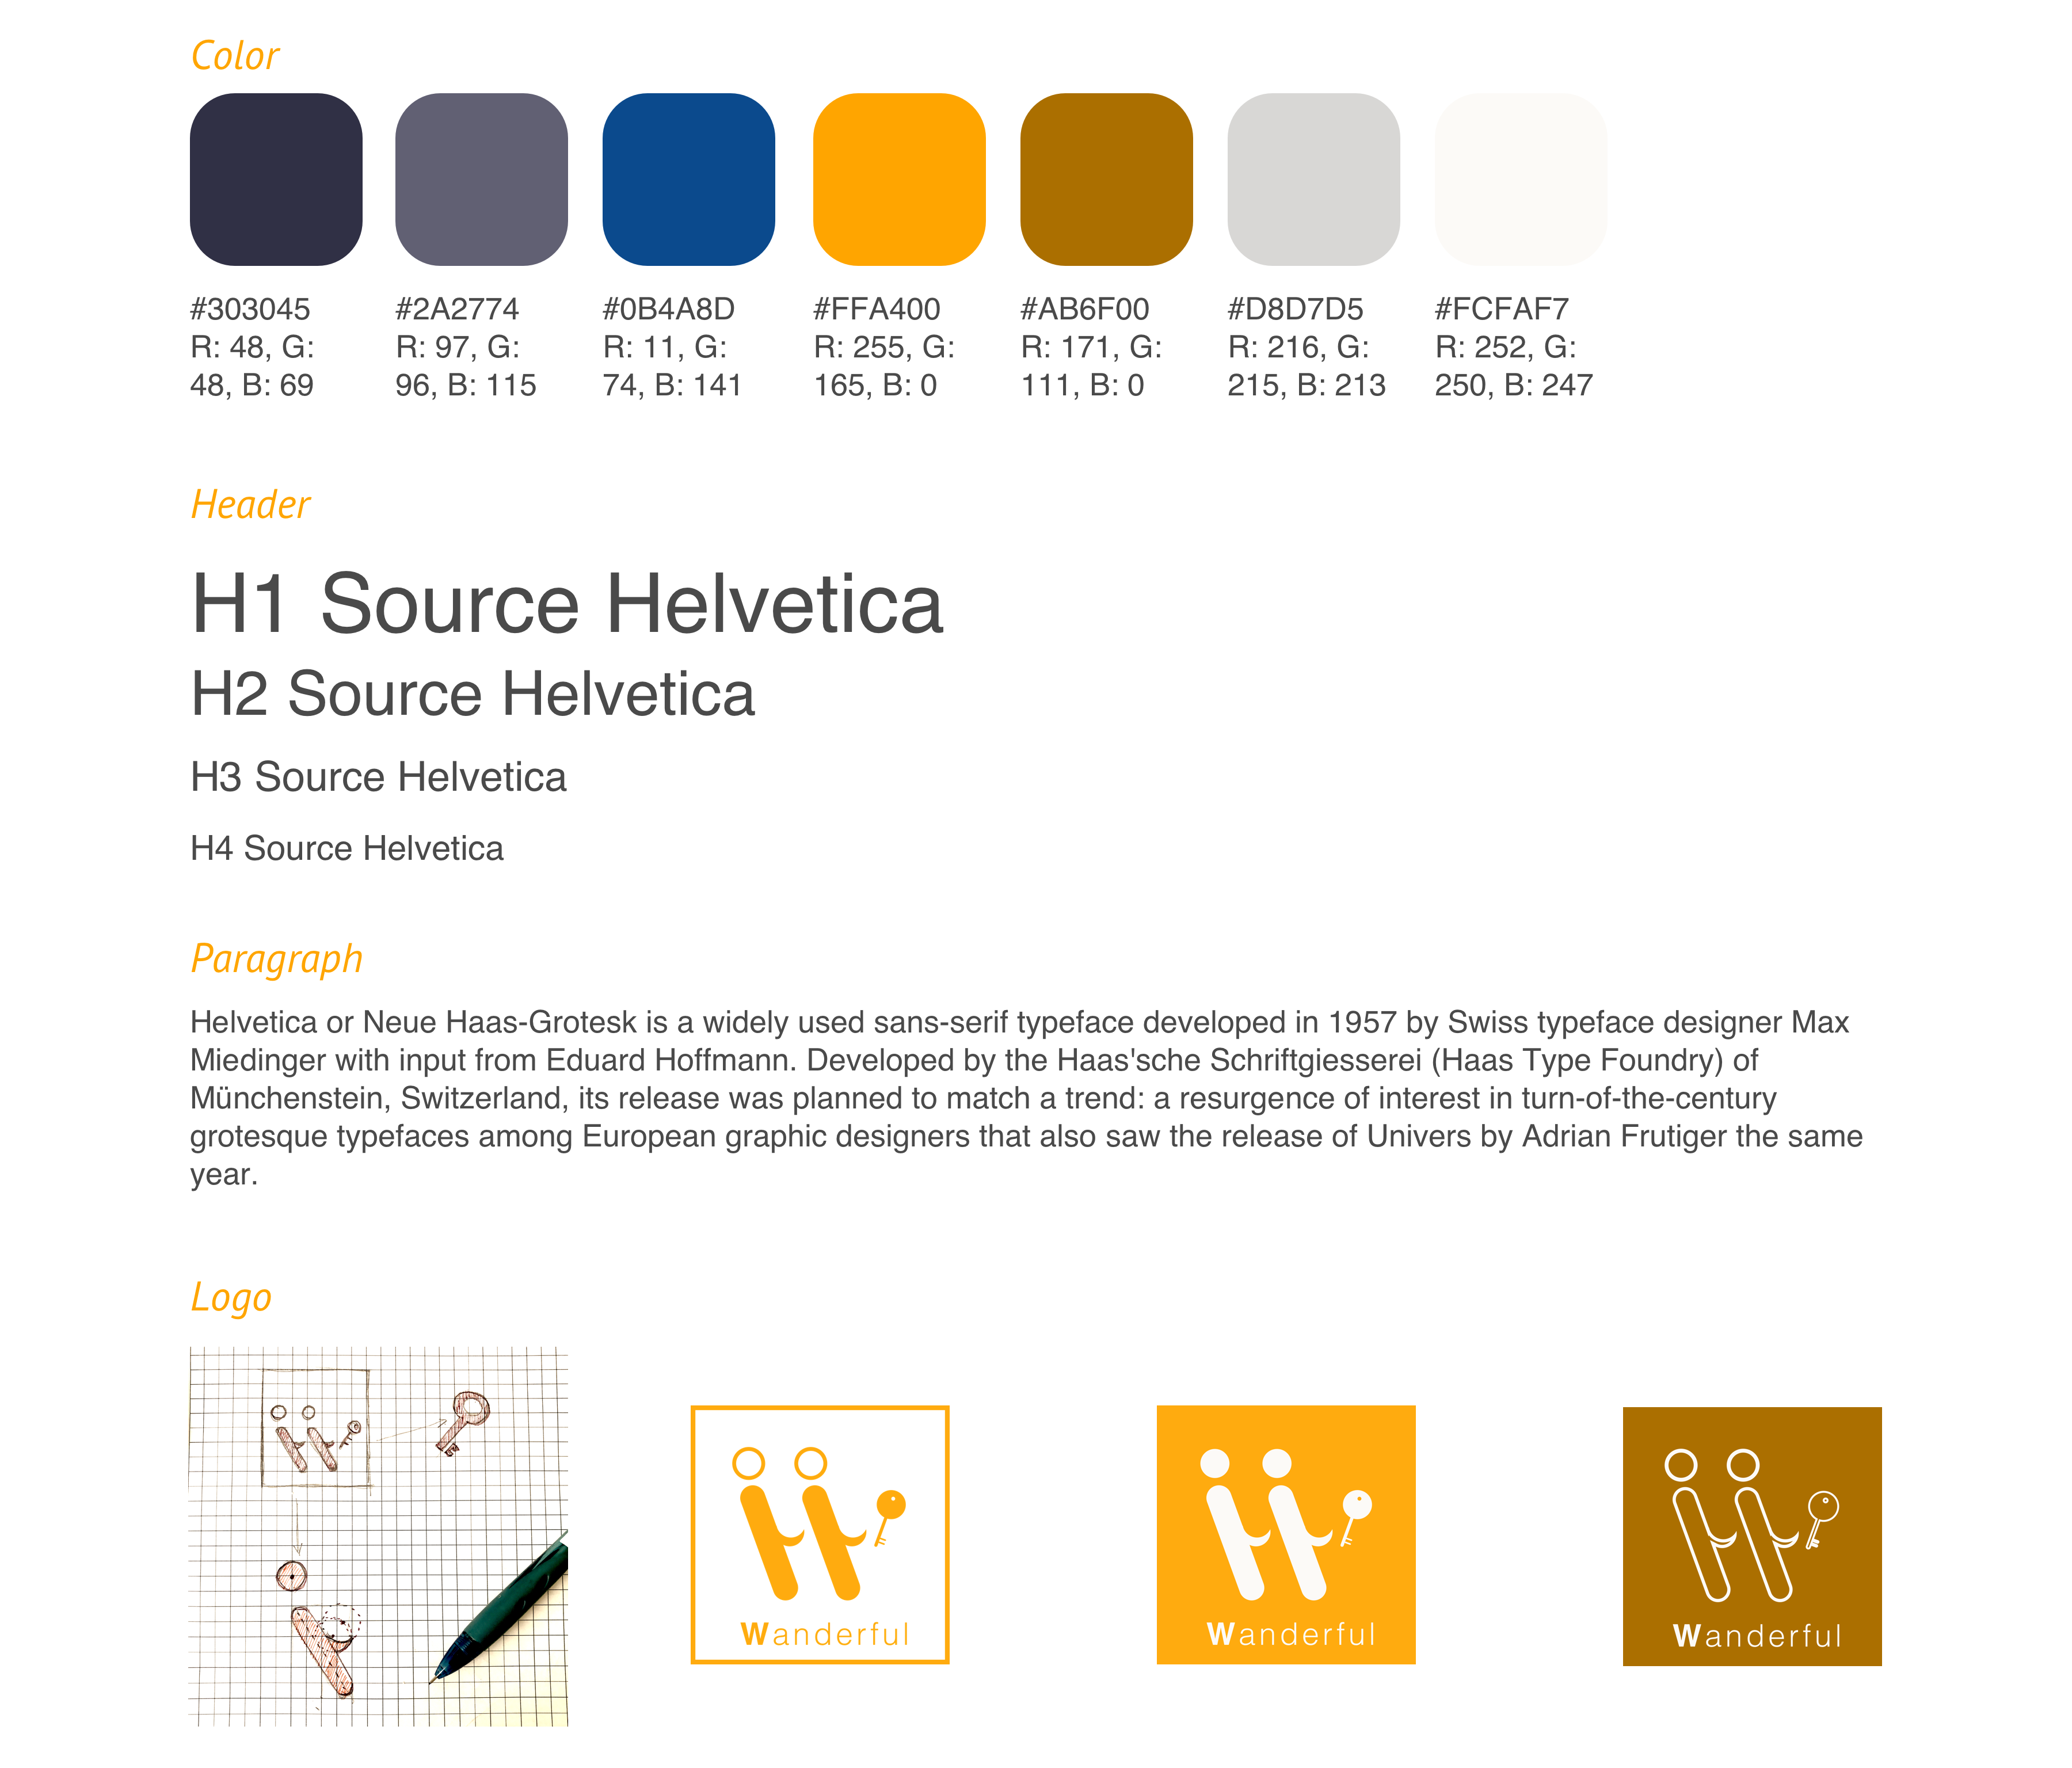 Color
#303045
R: 48, G:
48, B: 69
#2A2774
R: 97, G:
96, B: 115
#0B4A8D
R: 11, G:
74, B: 141
#FFA400
R: 255, G:
165, B: 0
#AB6F00
R: 171, G:
111, B: 0
#D8D7D5
R: 216, G:
215, B: 213
#FCFAF7
R: 252, G:
250, B: 247
Header
H1 Source Helvetica
H2 Source Helvetica
H3 Source Helvetica
H4 Source Helvetica
Paragraph
Helvetica or Neue Haas-Grotesk is a widely used sans-serif typeface developed in 1957 by Swiss typeface designer Max
Miedinger with input from Eduard Hoffmann. Developed by the Haas'sche Schriftgiesserei (Haas Type Foundry) of
Münchenstein, Switzerland, its release was planned to match a trend: a resurgence of interest in turn-of-the-century
grotesque typefaces among European graphic designers that also saw the release of Univers by Adrian Frutiger the same
year.
Logo
Wanderful
Wanderful
Wanderful